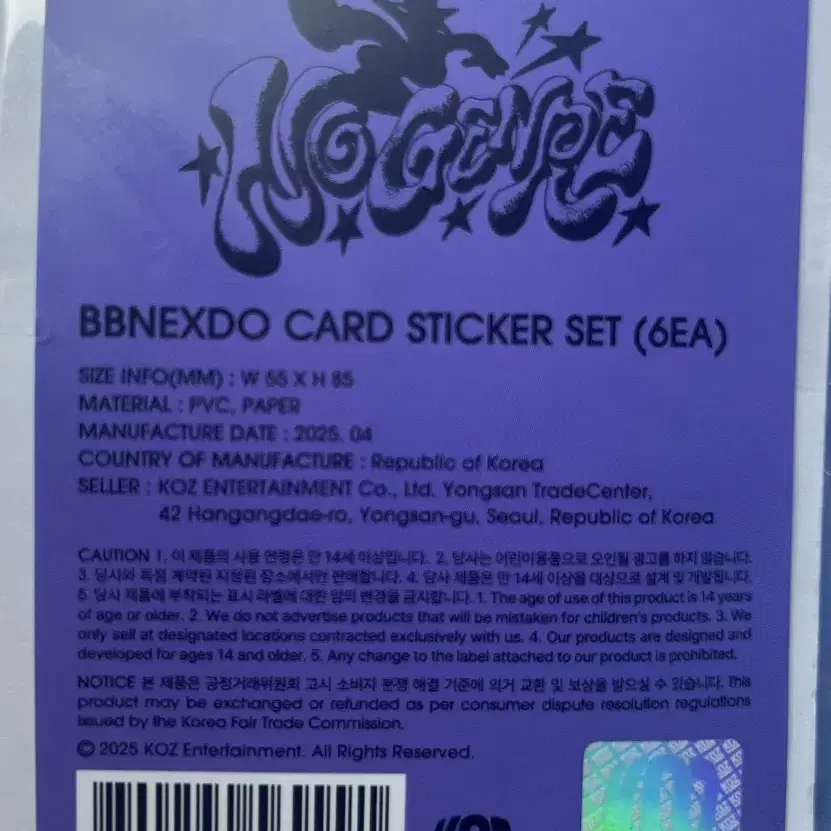 NO GENRE
BBNEXDO CARD STICKER SET (6EA)
SIZE INFO(MM) : W 55 X H 85
MATERIAL : PVC, PAPER
MANUFACTURE DATE : 2025. 04
COUNTRY OF MANUFACTURE : Republic of Korea
SELLER : KOZ ENTERTAINMENT Co., Ltd. Yongsan TradeCenter,
42 Hangangdae-ro, Yongsan-gu, Seoul, Republic of Korea
CAUTION 1. 이 제품의 사용 연령은 만 14세 이상입니다. 2. 당사는 어린이용품으로 오인될 광고를 하지 않습니다.
3. 당사와 독점 계약된 지정된 장소에서만 판매합니다. 4. 당사 제품은 만 14세 이상을 대상으로 설계 및 개발됩니다.
5. 당사 제품에 부착되는 표시 라벨에 대한 임의 변경을 금지합니다. 1. The age of use of this product is 14 years
of age or older. 2. We do not advertise products that will be mistaken for children's products. 3. We
only sell at designated locations contracted exclusively with us. 4. Our products are designed and
developed for ages 14 and older. 5. Any change to the label attached to our product is prohibited.
NOTICE 본 제품은 공정거래위원회 고시 소비자 분쟁 해결 기준에 의거 교환 및 보상을 받으실 수 있습니다. This
product may be exchanged or refunded as per consumer dispute resolution regulations
issued by the Korea Fair Trade Commission.
© 2025 KOZ Entertainment. All Rights Reserved.
KOZ